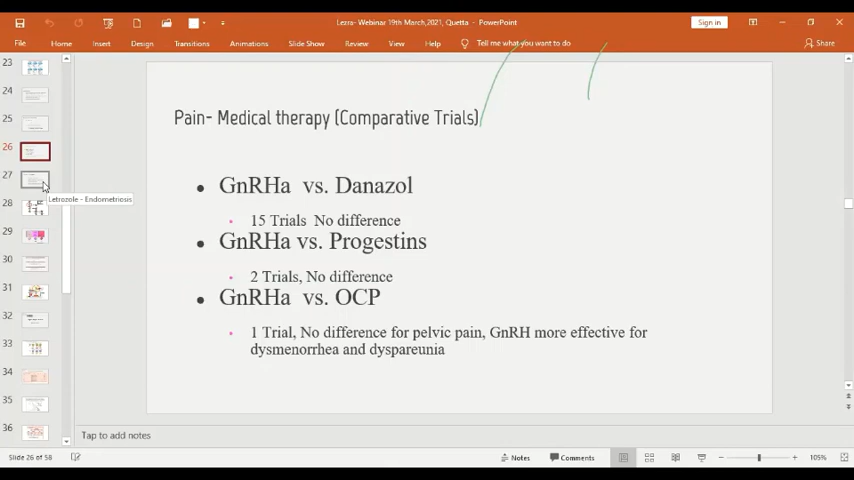 Lezra- Webinar 19th March,2021, Quetta - PowerPoint
Sign in
File Home Insert Design Transitions Animations Slide Show Review View Help Tell me what you want to do Share
23
24
25
26
27
Letrozole - Endometriosis
28
29
30
31
32
33
34
35
36
Pain- Medical therapy (Comparative Trials)
• GnRHa vs. Danazol
• 15 Trials No difference
• GnRHa vs. Progestins
• 2 Trials, No difference
• GnRHa vs. OCP
• 1 Trial, No difference for pelvic pain, GnRH more effective for
dysmenorrhea and dyspareunia
Tap to add notes
Slide 26 of 58 Notes Comments 105%